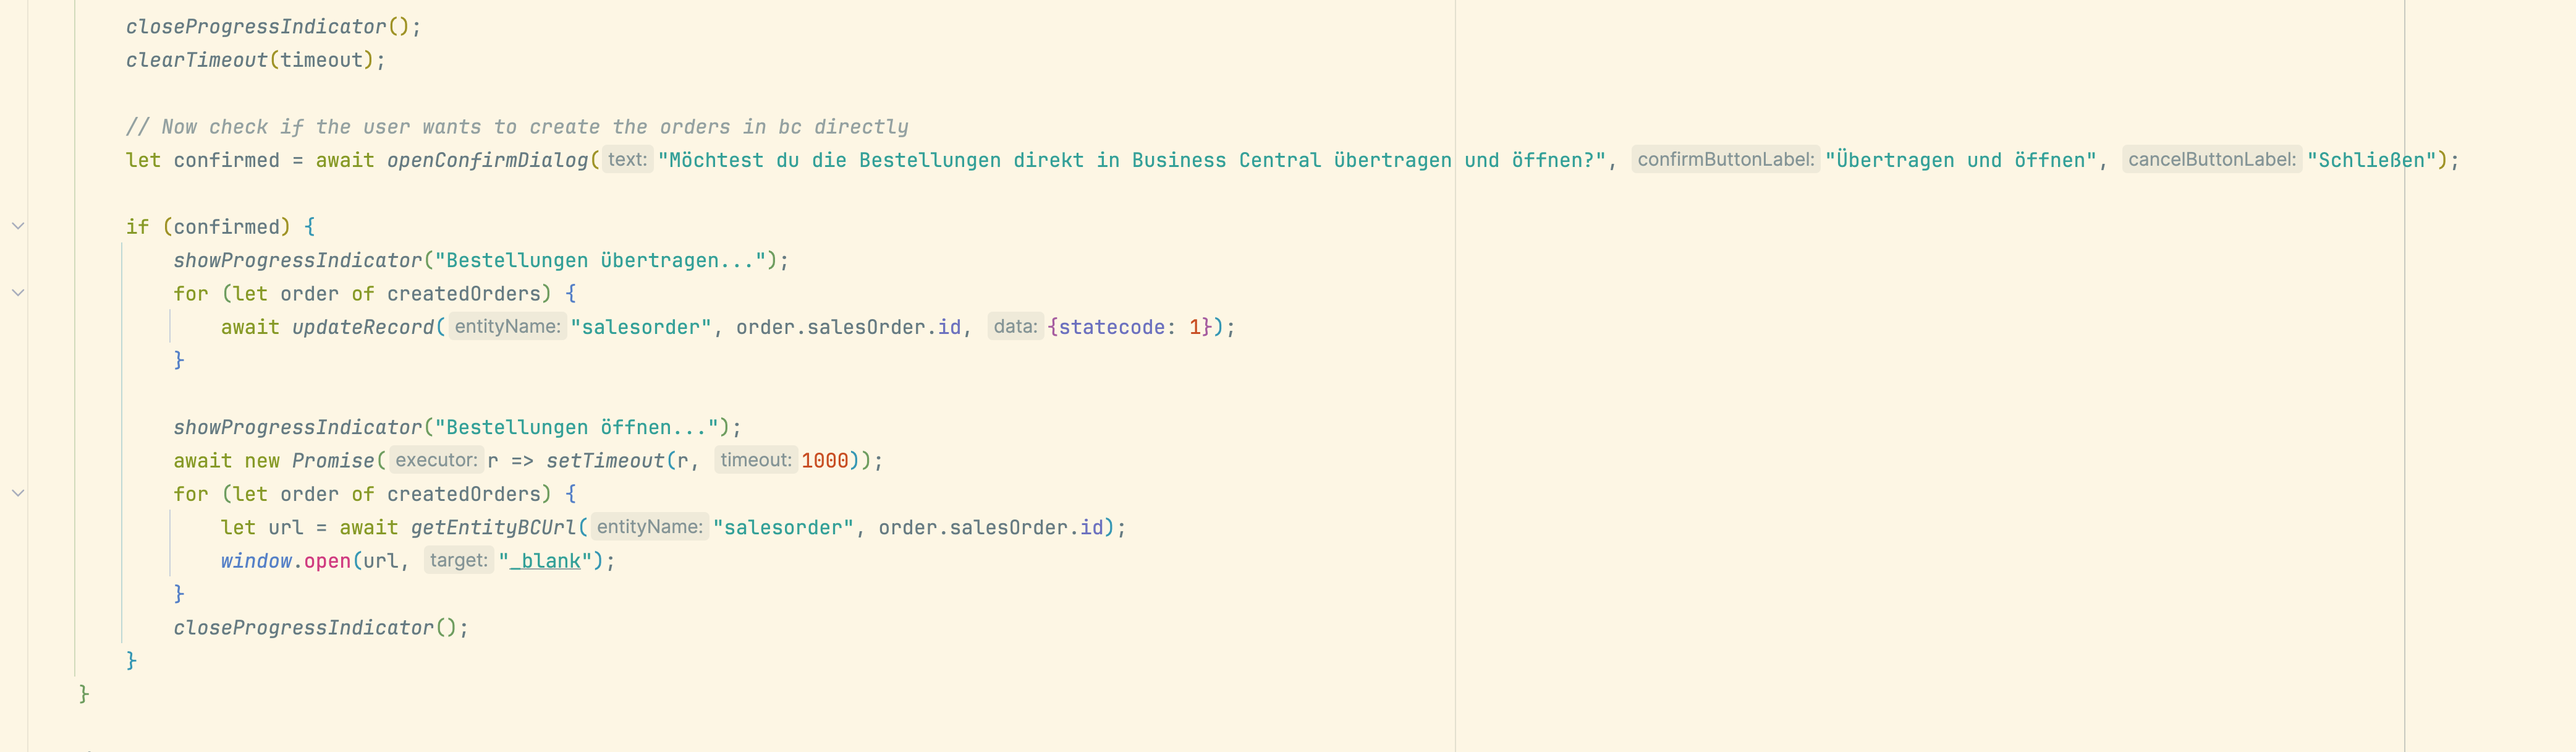 closeProgressIndicator();
clearTimeout(timeout);
// Now check if the user wants to create the orders in bc directly
let confirmed = await openConfirmDialog( text: "Möchtest du die Bestellungen direkt in Business Central übertragen und öffnen?", confirmButtonLabel: "Übertragen und öffnen", cancelButtonLabel: "Schließen");
if (confirmed) {
showProgressIndicator("Bestellungen übertragen...");
for (let order of createdOrders) {
await updateRecord( entityName: "salesorder", order.salesOrder.id, data: {statecode: 1});
}
showProgressIndicator("Bestellungen öffnen...");
await new Promise( executor: r => setTimeout(r, timeout: 1000));
for (let order of createdOrders) {
let url = await getEntityBCUrl( entityName: "salesorder", order.salesOrder.id);
window.open(url, target: "_blank");
}
closeProgressIndicator();
}
}